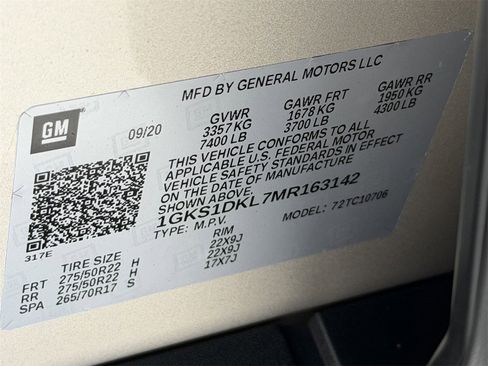 MFD BY GENERAL MOTORS LLC
GM
09/20
GVWR GAWR FRT GAWR RR
3357 KG 1678 KG 1950 KG
7400 LB 3700 LB 4300 LB
THIS VEHICLE CONFORMS TO ALL
APPLICABLE U.S. FEDERAL MOTOR
VEHICLE SAFETY STANDARDS IN EFFECT
ON THE DATE OF MANUFACTURE
SHOWN ABOVE.
1GKS1DKL7MR163142
TYPE: M.P.V. MODEL: 72TC10706
317E
TIRE SIZE RIM
FRT 275/50R22 H 22X9J
RR 275/50R22 H 22X9J
SPA 265/70R17 S 17X7J